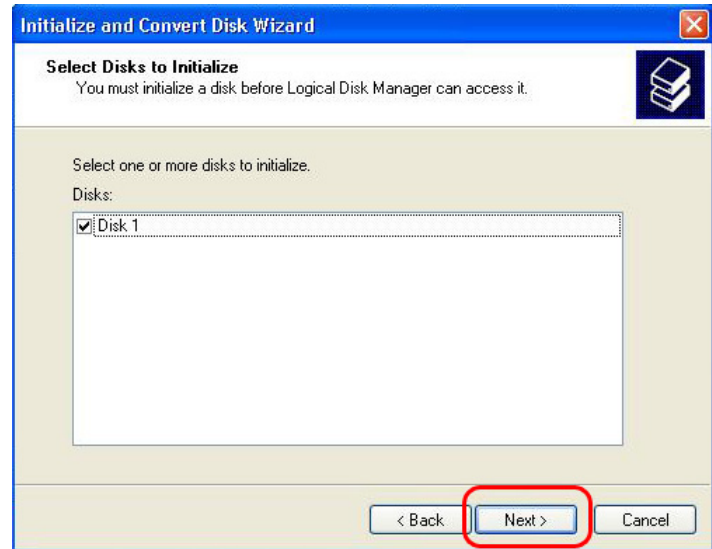 Initialize and Convert Disk Wizard
Select Disks to Initialize
You must initialize a disk before Logical Disk Manager can access it.
Select one or more disks to initialize.
Disks:
Disk 1
< Back Next > Cancel